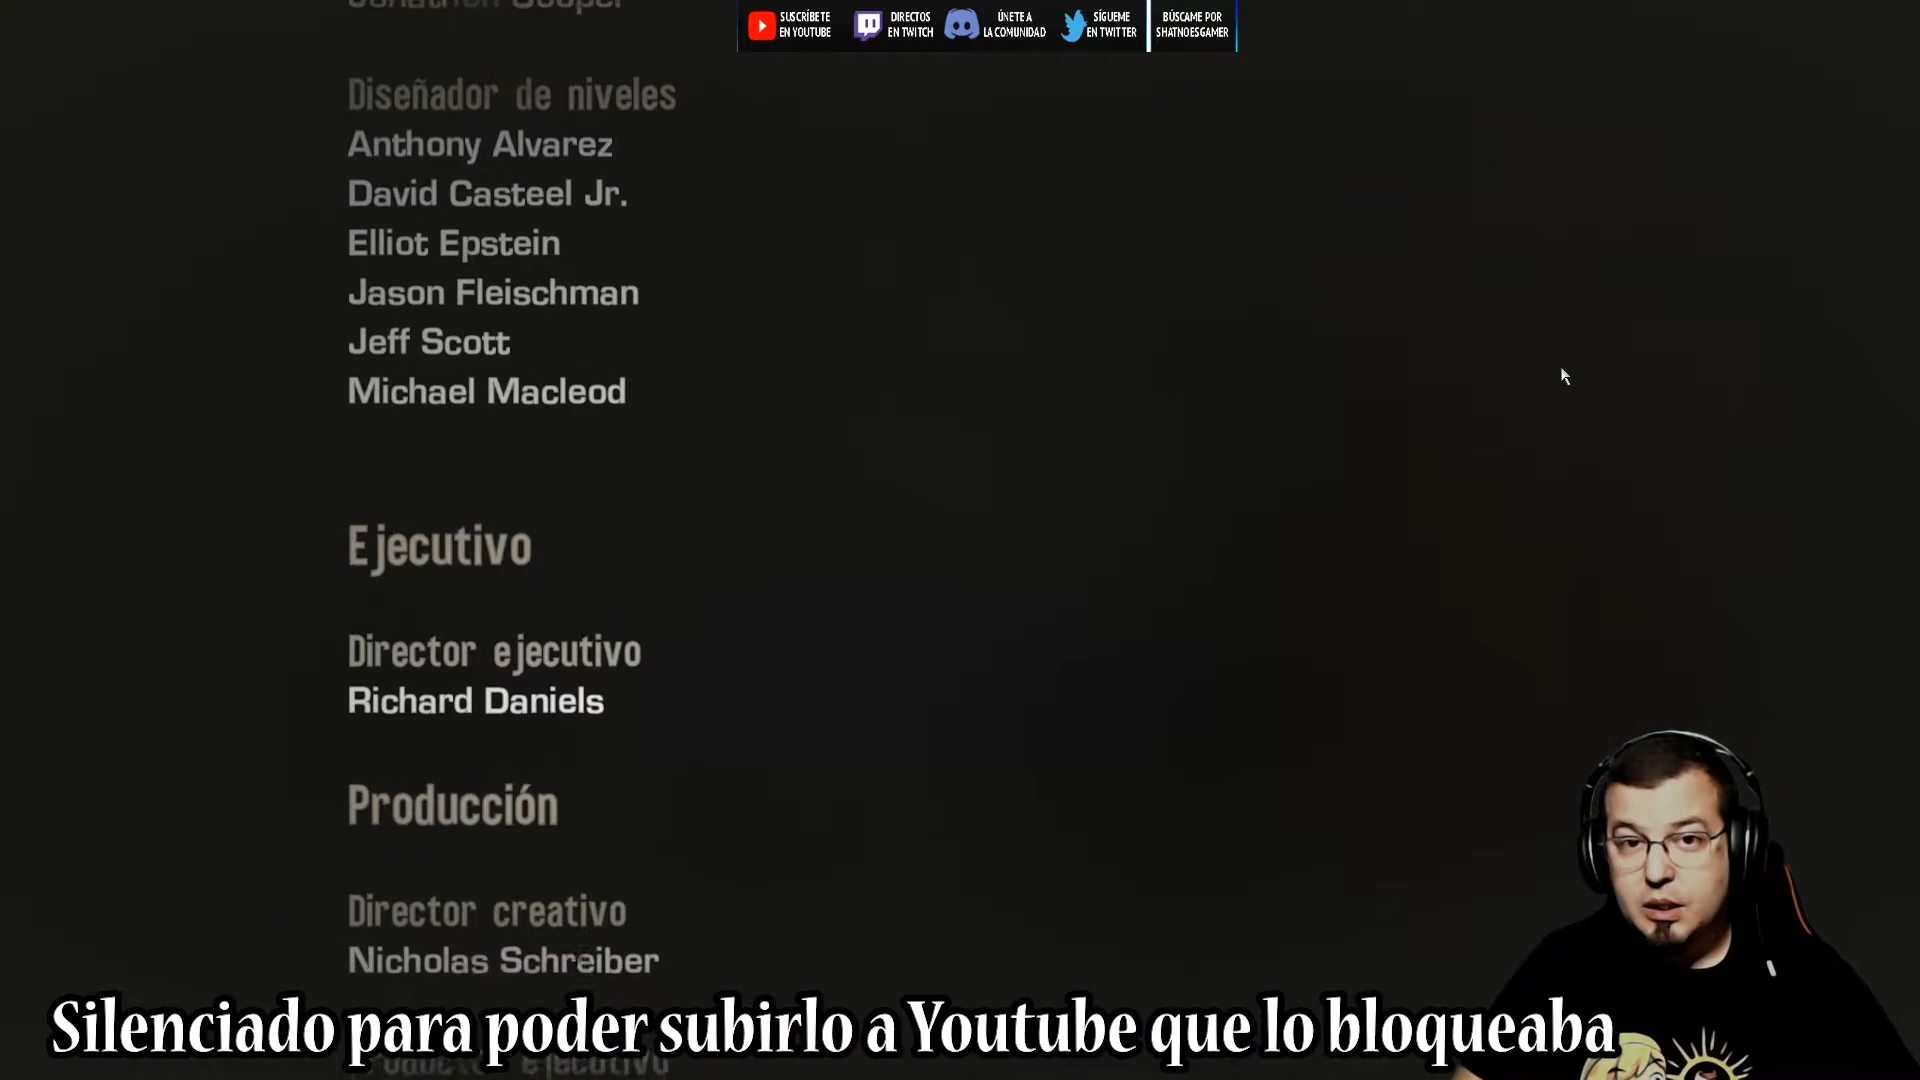 SUSCRÍBETE
EN YOUTUBE
DIRECTOS
EN TWITCH
ÚNETE A
LA COMUNIDAD
SÍGUEME
EN TWITTER
BÚSCAME POR
SHATNOESGAMER
Diseñador de niveles
Anthony Alvarez
David Casteel Jr.
Elliot Epstein
Jason Fleischman
Jeff Scott
Michael Macleod
Ejecutivo
Director ejecutivo
Richard Daniels
Producción
Director creativo
Nicholas Schreiber
Silenciado para poder subirlo a Youtube que lo bloqueaba